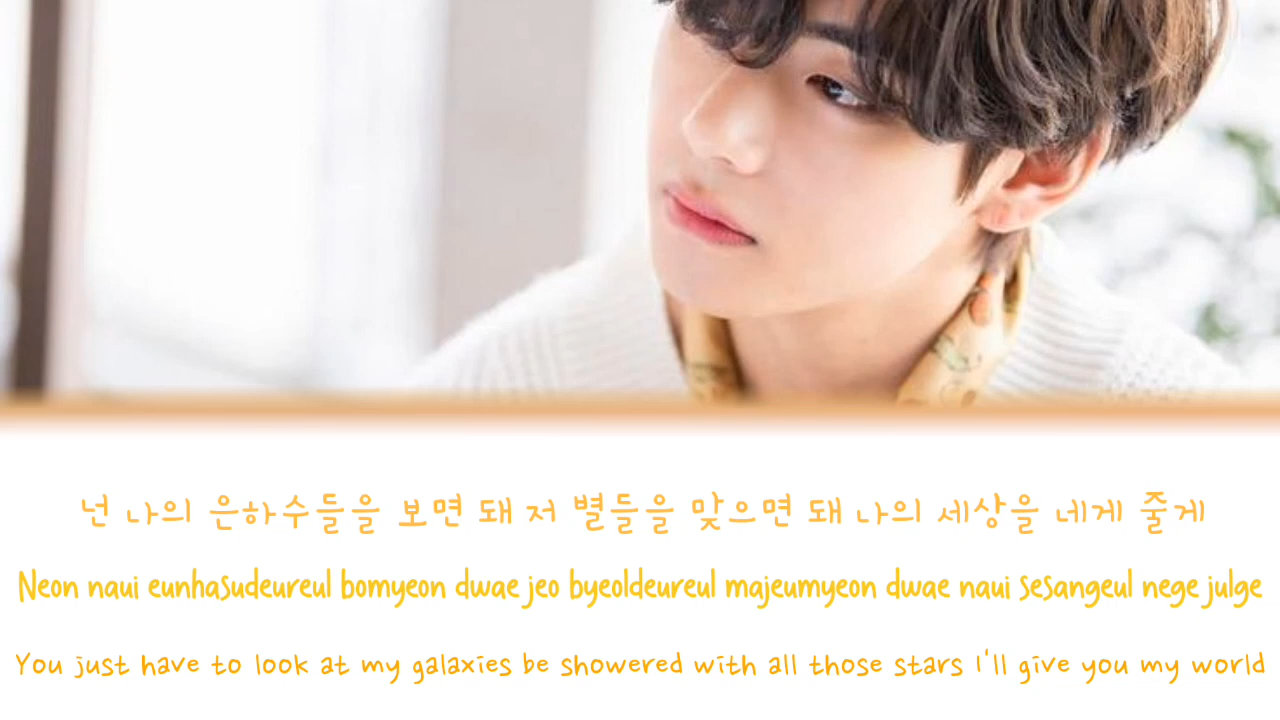 넌 나의 은하수들을 보면 돼 저 별들을 맞으면 돼 나의 세상을 네게 줄게
Neon naui eunhasudeureul bomyeon dwae jeo byeoldeureul majeumyeon dwae naui sesangeul nege julge
You just have to look at my galaxies be showered with all those stars I'll give you my world